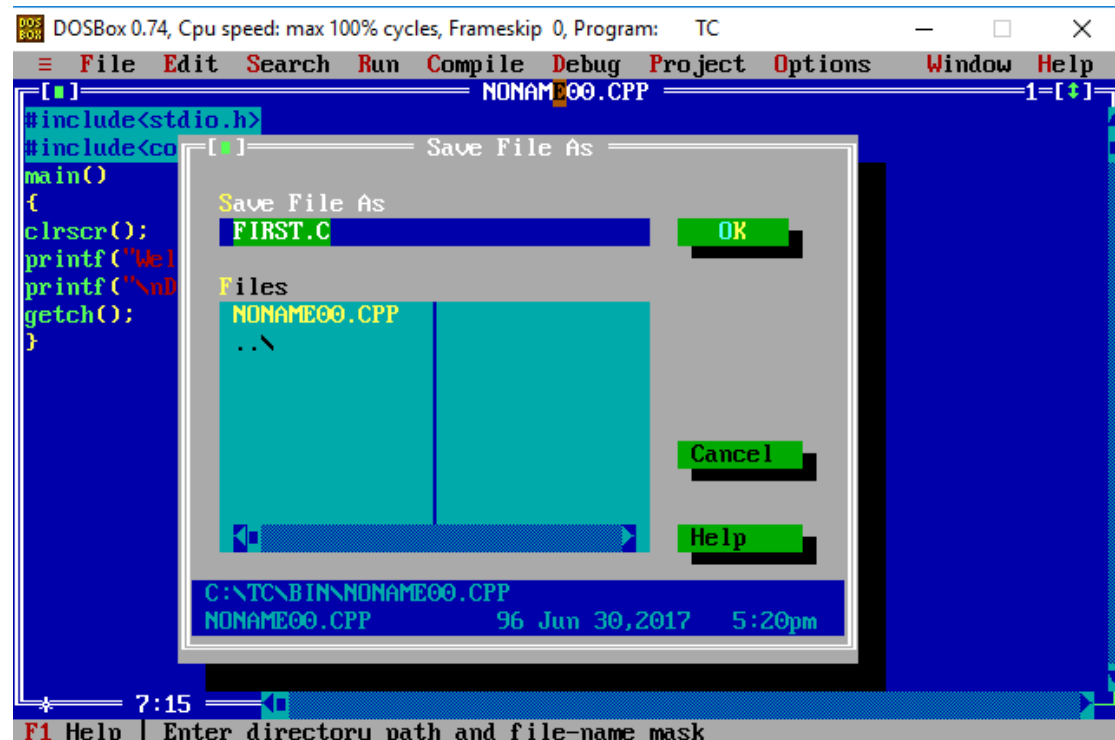 DOSBox 0.74, Cpu speed: max 100% cycles, Frameskip 0, Program: TC
≡ File Edit Search Run Compile Debug Project Options Window Help
[■] NONAME00.CPP 1=[↕]
#include<stdio.h>
#include<co
main()
{
clrscr();
printf("Wel
printf("\nD
getch();
}
[■] Save File As
Save File As
FIRST.C
OK
Files
NONAME00.CPP
..\
Cancel
Help
C:\TC\BIN\NONAME00.CPP
NONAME00.CPP 96 Jun 30,2017 5:20pm
7:15
F1 Help | Enter directory path and file-name mask